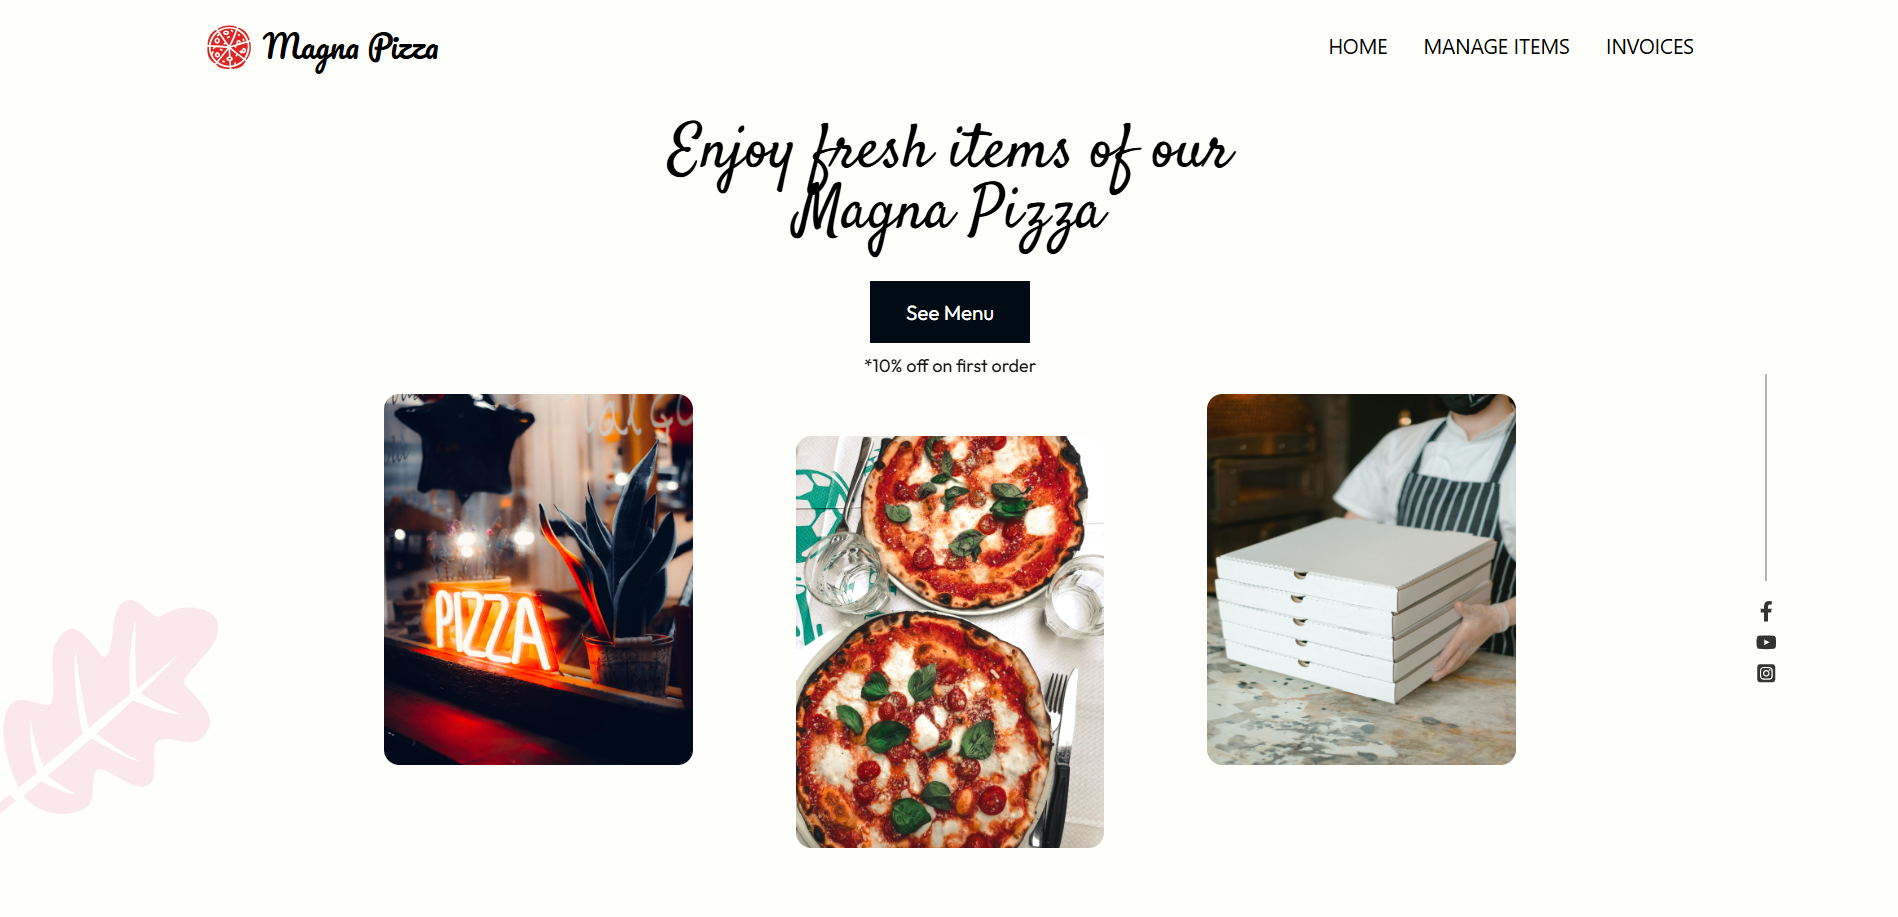 Magna Pizza
HOME MANAGE ITEMS INVOICES
Enjoy fresh items of our
Magna Pizza
See Menu
*10% off on first order
PIZZA